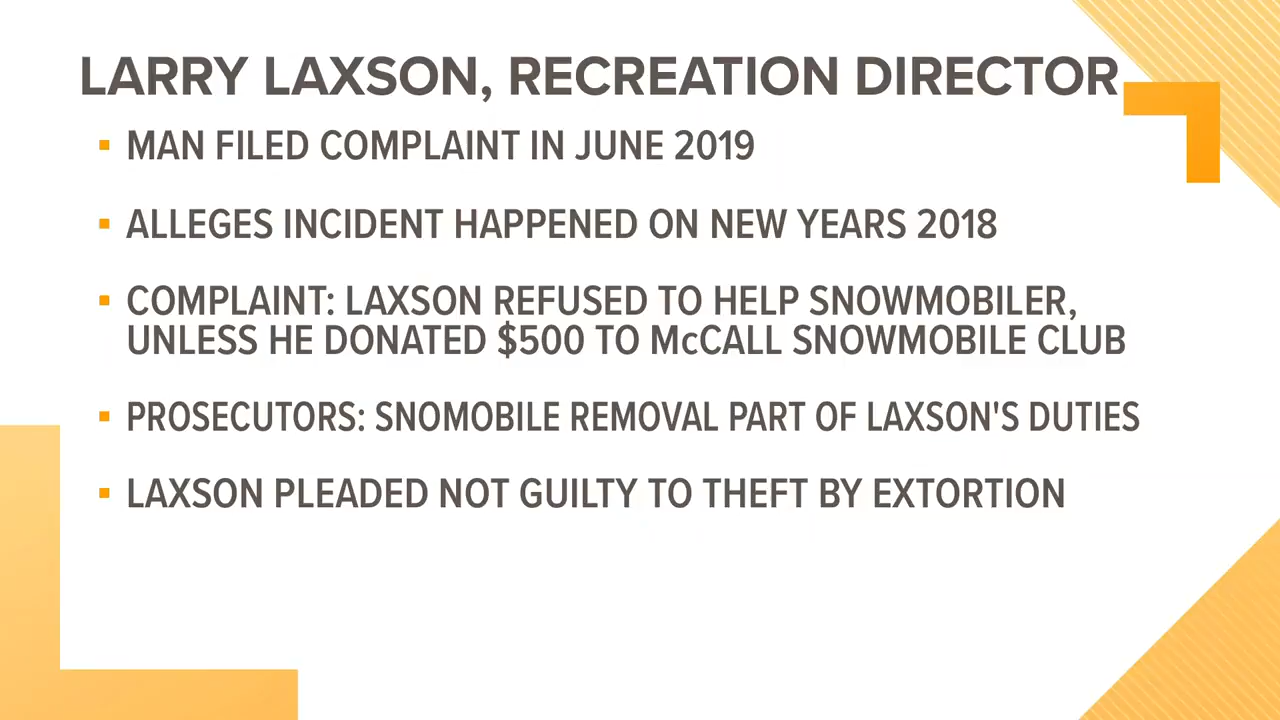 LARRY LAXSON, RECREATION DIRECTOR
▪ MAN FILED COMPLAINT IN JUNE 2019
▪ ALLEGES INCIDENT HAPPENED ON NEW YEARS 2018
▪ COMPLAINT: LAXSON REFUSED TO HELP SNOWMOBILER,
UNLESS HE DONATED $500 TO McCALL SNOWMOBILE CLUB
▪ PROSECUTORS: SNOMOBILE REMOVAL PART OF LAXSON'S DUTIES
▪ LAXSON PLEADED NOT GUILTY TO THEFT BY EXTORTION